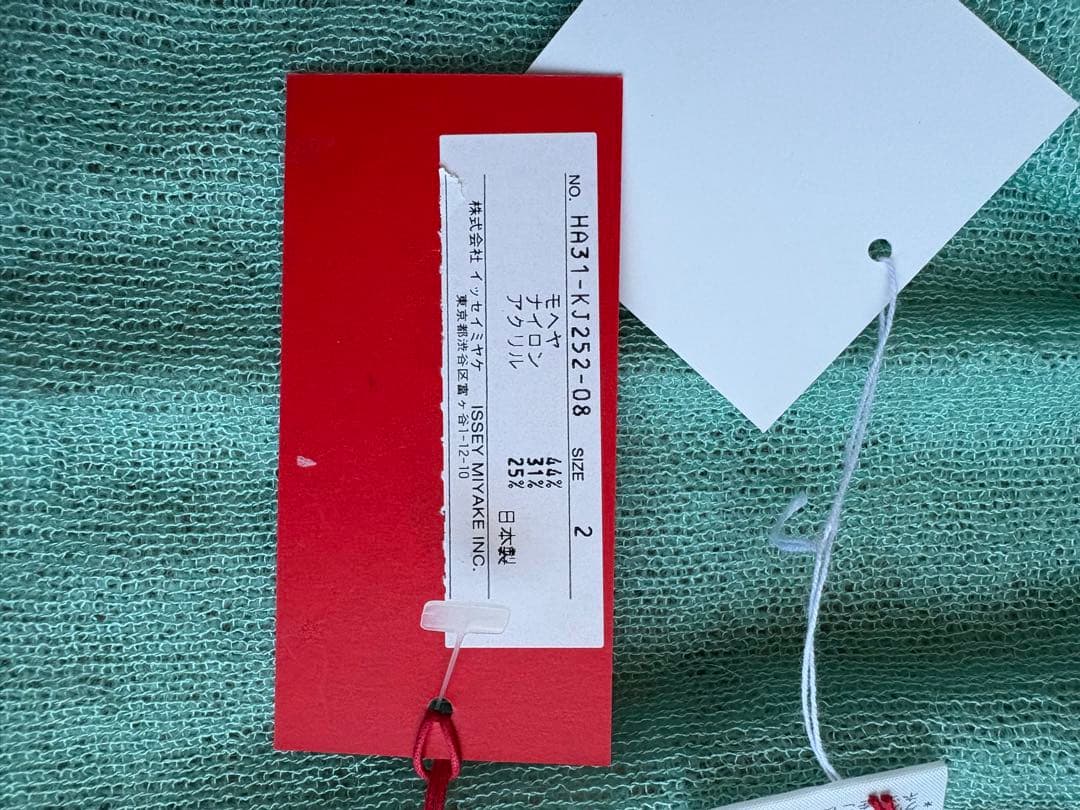 NO. HA31-KJ252-08 SIZE 2
モヘヤ 44%
ナイロン 31%
アクリル 25% 日本製
株式会社 イッセイミヤケ ISSEY MIYAKE INC.
東京都渋谷区富ヶ谷1-12-10